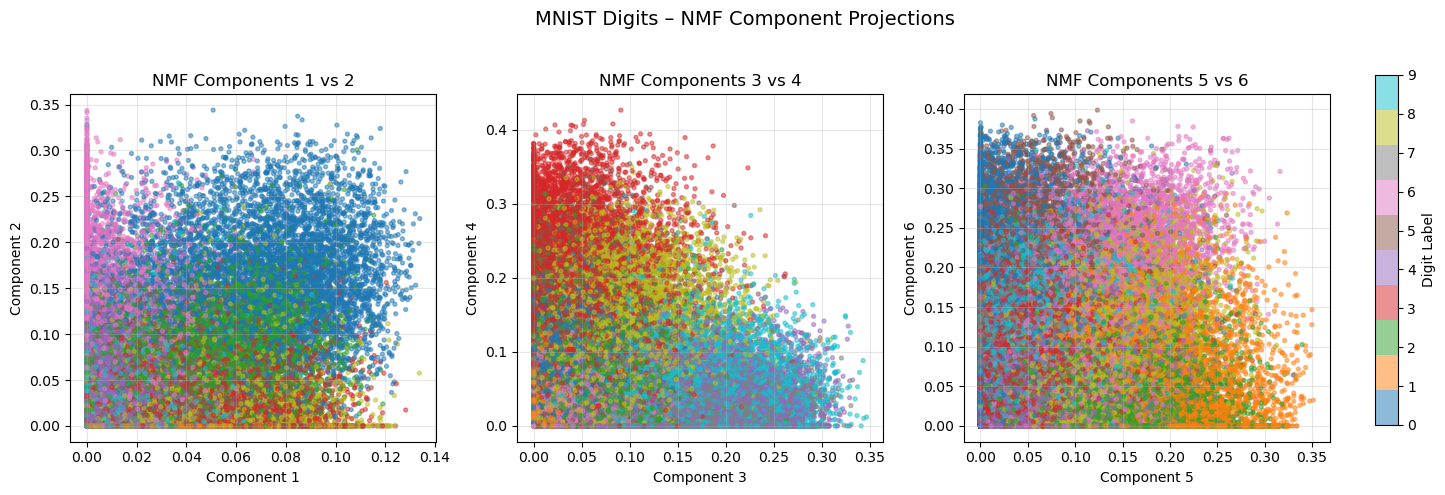 MNIST Digits – NMF Component Projections
NMF Components 1 vs 2
0.35
0.30
0.25
0.20
0.15
0.10
0.05
0.00
Component 2
0.00 0.02 0.04 0.06 0.08 0.10 0.12 0.14
Component 1
NMF Components 3 vs 4
0.4
0.3
0.2
0.1
0.0
Component 4
0.00 0.05 0.10 0.15 0.20 0.25 0.30 0.35
Component 3
NMF Components 5 vs 6
0.40
0.35
0.30
0.25
0.20
0.15
0.10
0.05
0.00
Component 6
0.00 0.05 0.10 0.15 0.20 0.25 0.30 0.35
Component 5
9
8
7
6
5
4
3
2
1
0
Digit Label